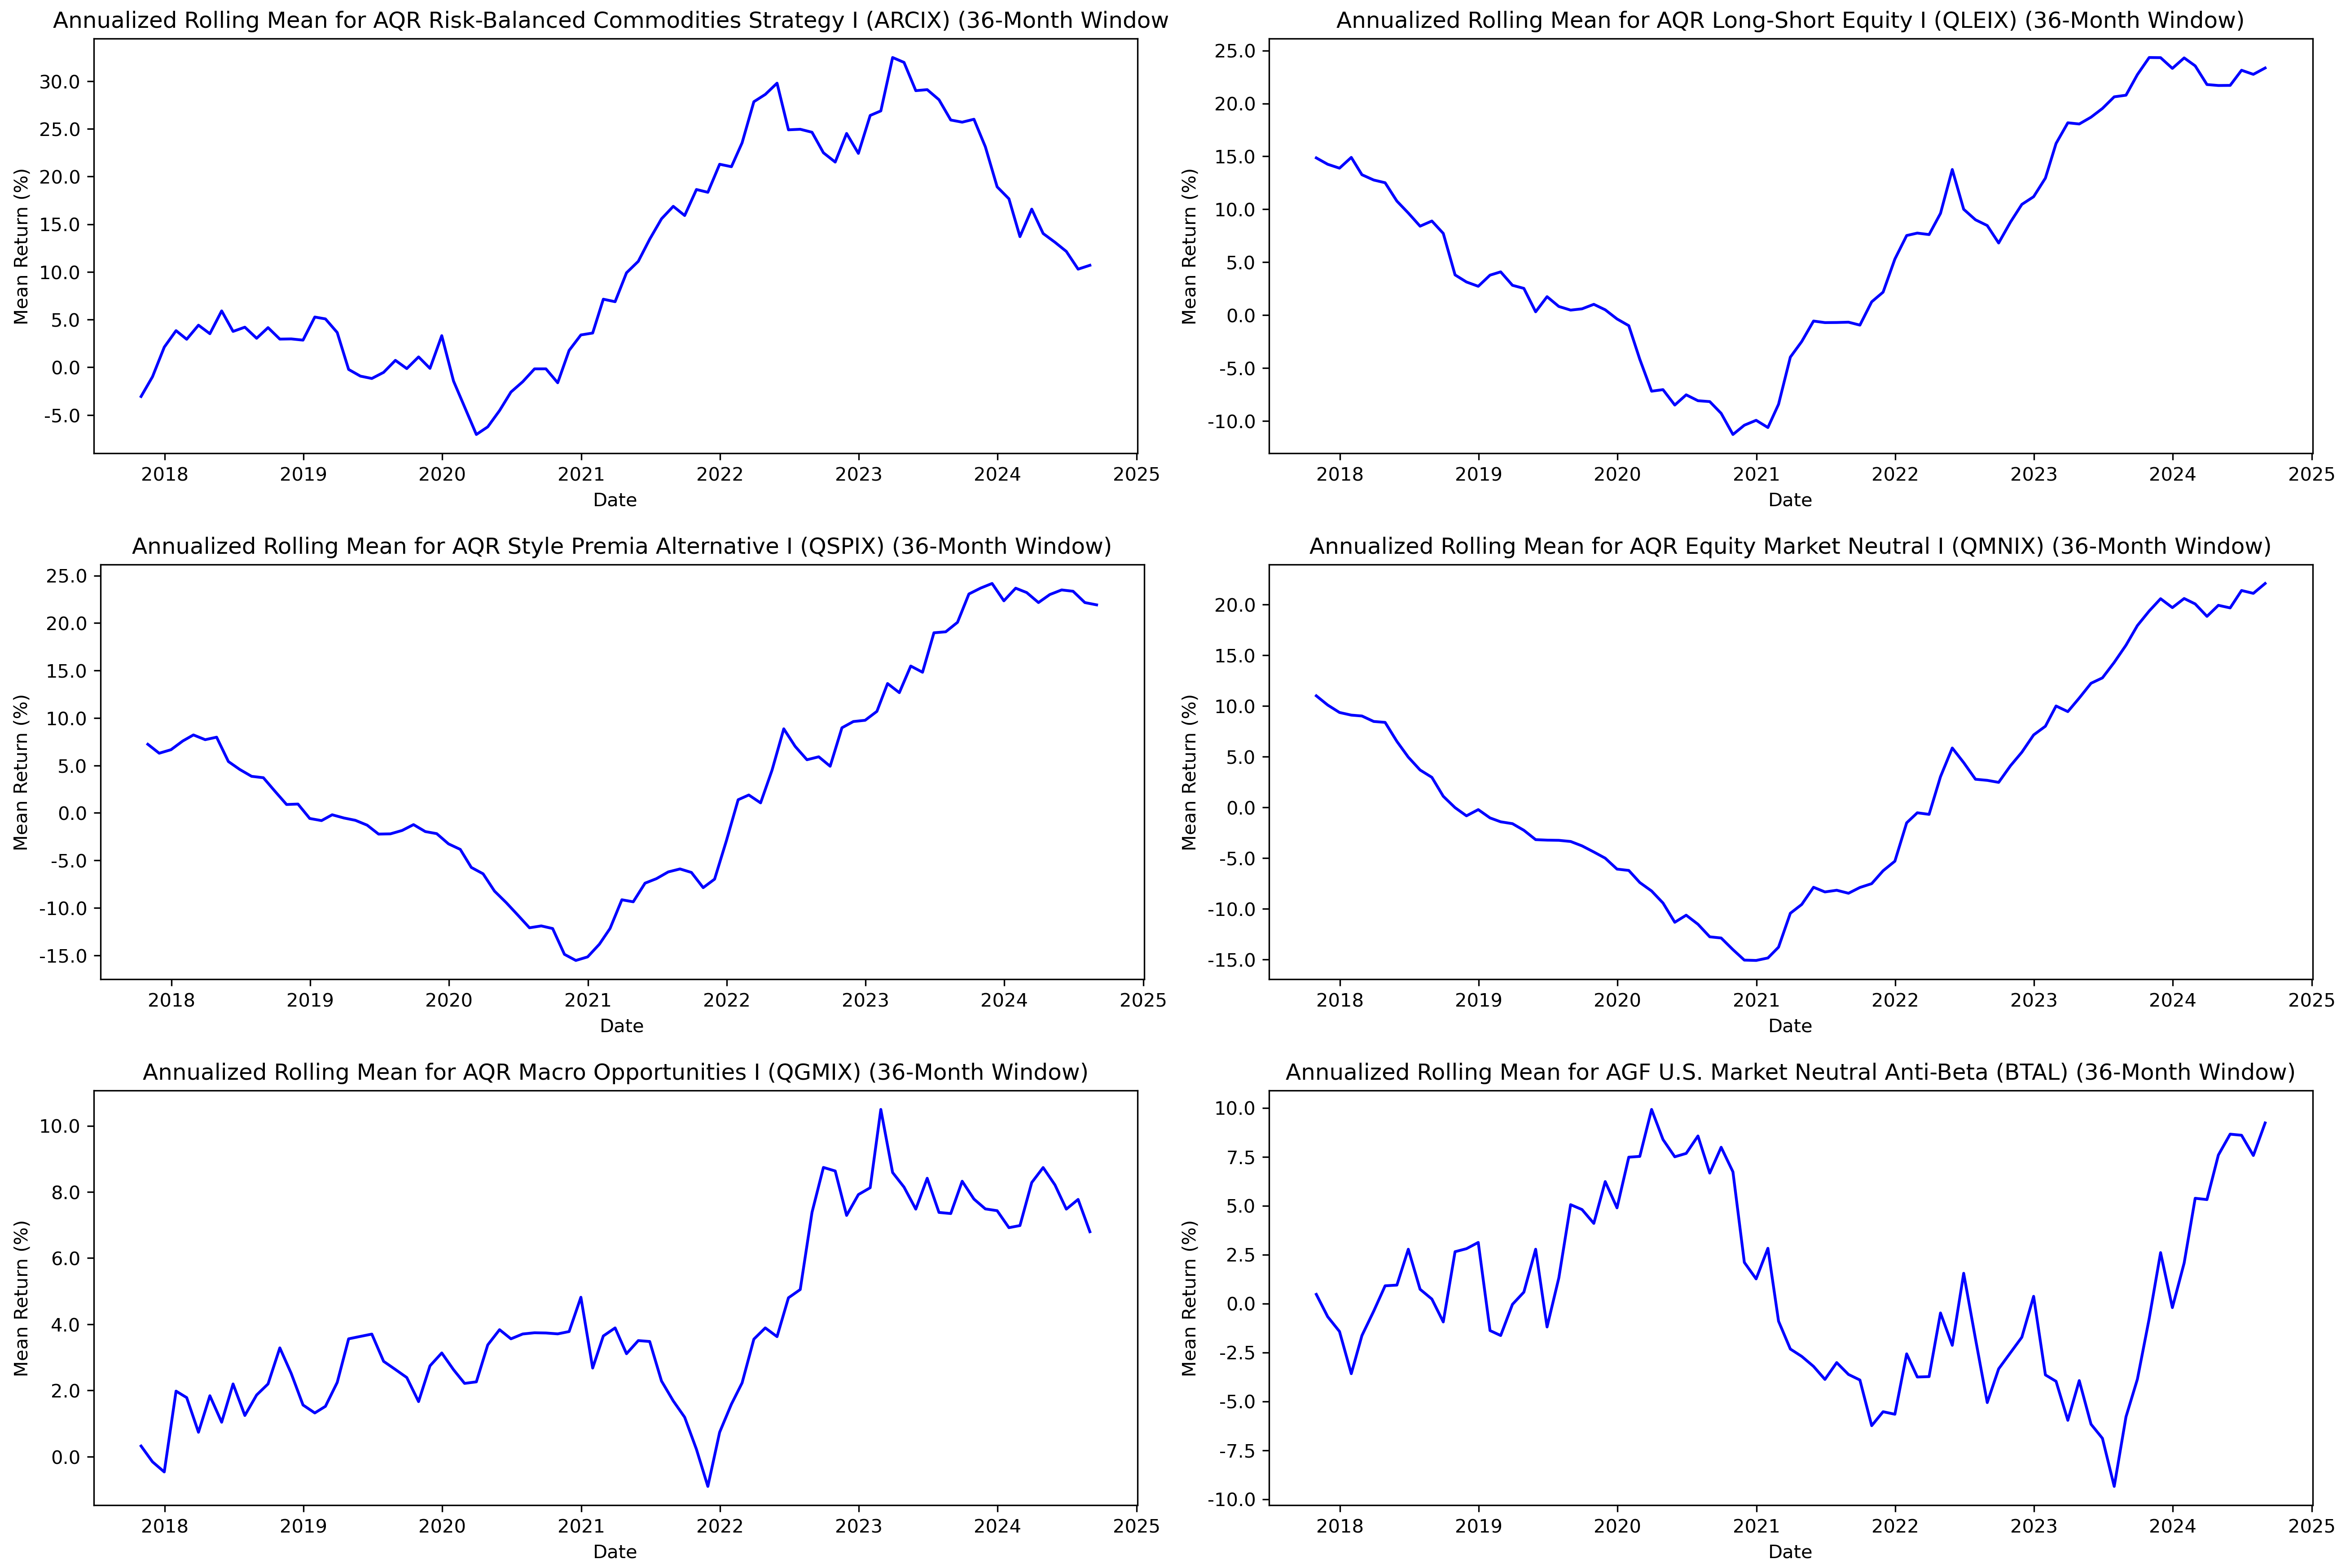 Annualized Rolling Mean for AQR Risk-Balanced Commodities Strategy I (ARCIX) (36-Month Window
30.0
25.0
20.0
15.0
10.0
5.0
0.0
-5.0
Mean Return (%)
2018 2019 2020 2021 2022 2023 2024 2025
Date
Annualized Rolling Mean for AQR Long-Short Equity I (QLEIX) (36-Month Window)
25.0
20.0
15.0
10.0
5.0
0.0
-5.0
-10.0
Mean Return (%)
2018 2019 2020 2021 2022 2023 2024 2025
Date
Annualized Rolling Mean for AQR Style Premia Alternative I (QSPIX) (36-Month Window)
25.0
20.0
15.0
10.0
5.0
0.0
-5.0
-10.0
-15.0
Mean Return (%)
2018 2019 2020 2021 2022 2023 2024 2025
Date
Annualized Rolling Mean for AQR Equity Market Neutral I (QMNIX) (36-Month Window)
20.0
15.0
10.0
5.0
0.0
-5.0
-10.0
-15.0
Mean Return (%)
2018 2019 2020 2021 2022 2023 2024 2025
Date
Annualized Rolling Mean for AQR Macro Opportunities I (QGMIX) (36-Month Window)
10.0
8.0
6.0
4.0
2.0
0.0
Mean Return (%)
2018 2019 2020 2021 2022 2023 2024 2025
Date
Annualized Rolling Mean for AGF U.S. Market Neutral Anti-Beta (BTAL) (36-Month Window)
10.0
7.5
5.0
2.5
0.0
-2.5
-5.0
-7.5
-10.0
Mean Return (%)
2018 2019 2020 2021 2022 2023 2024 2025
Date